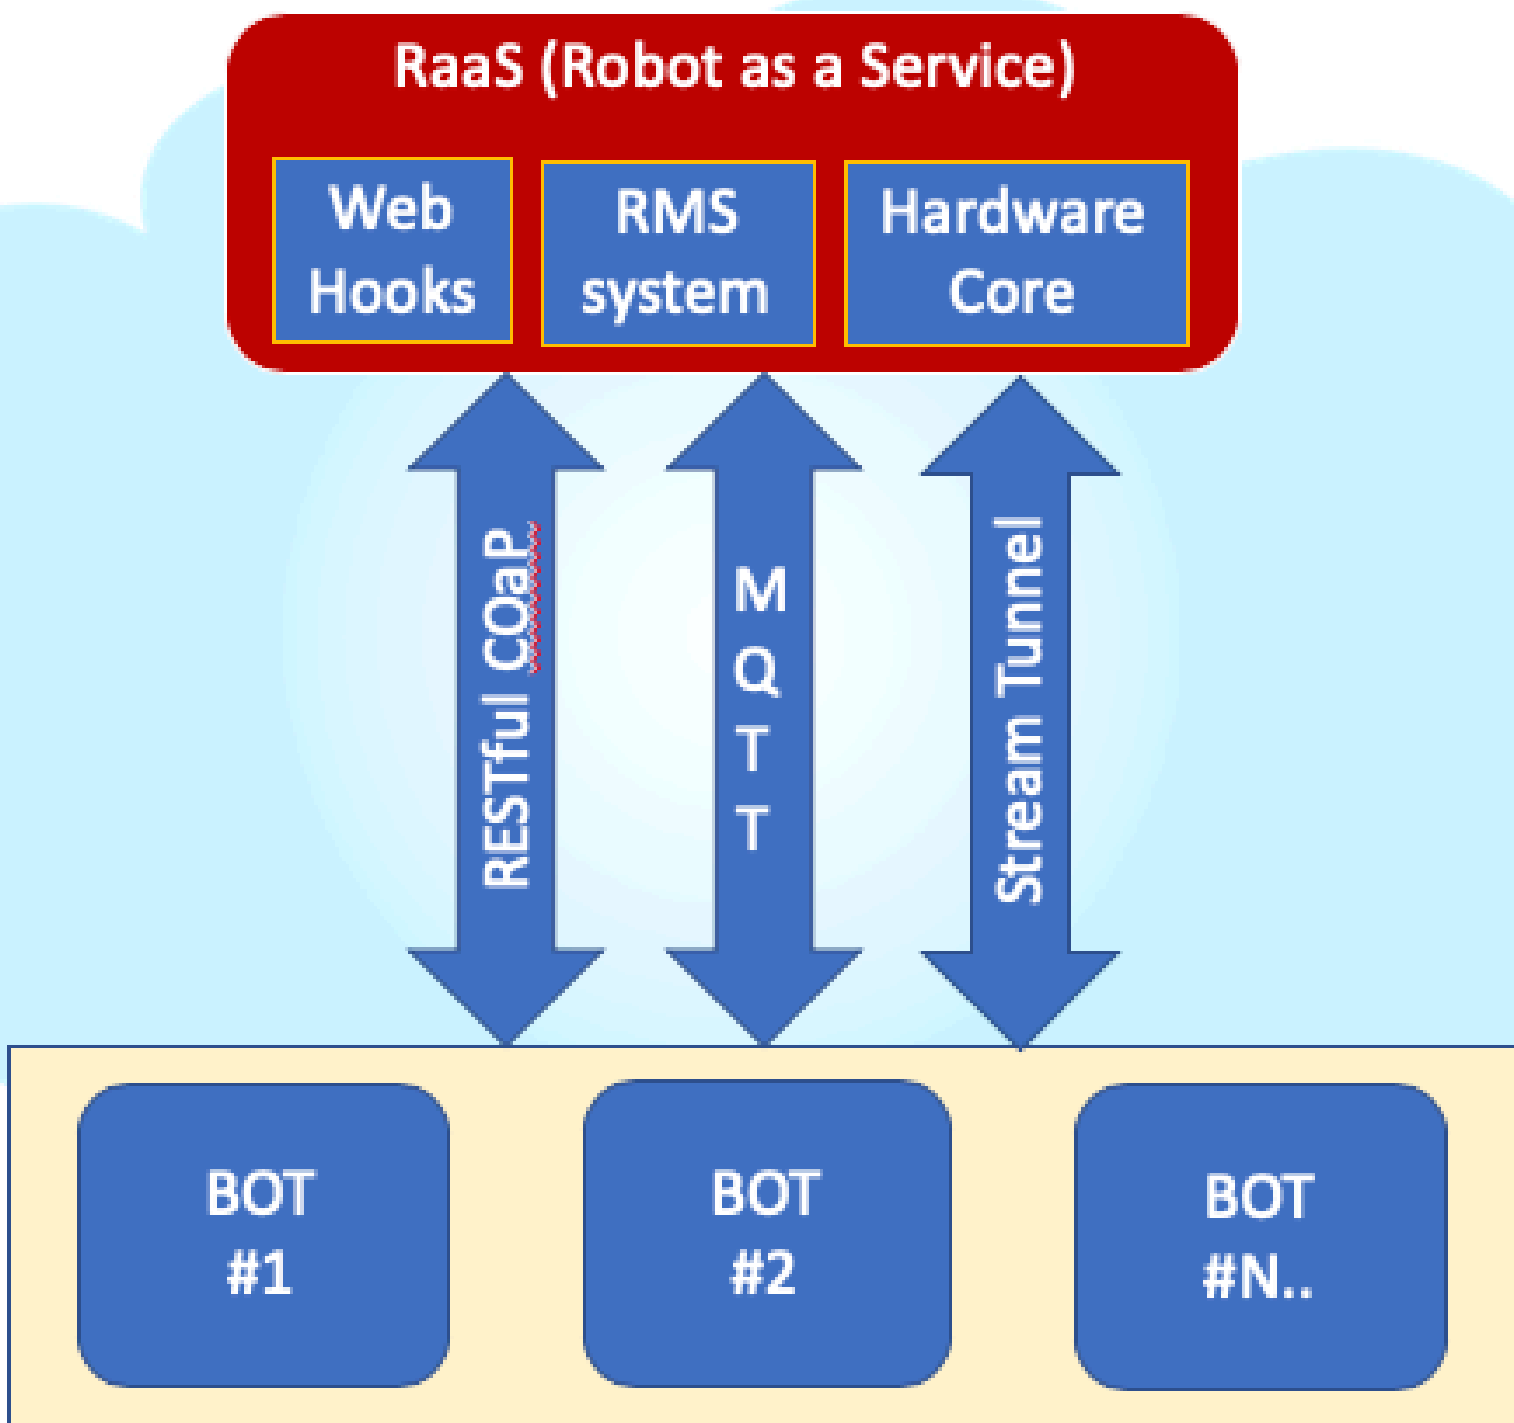 RaaS (Robot as a Service)
Web
Hooks
RMS
system
Hardware
Core
RESTful COaP
M
Q
T
T
Stream Tunnel
BOT
#1
BOT
#2
BOT
#N..